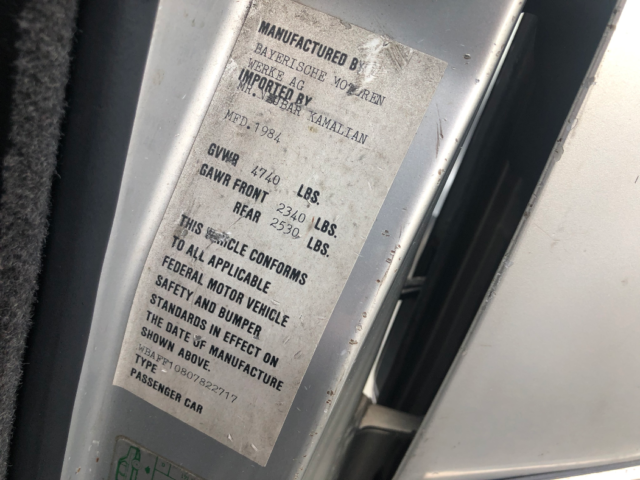 MANUFACTURED BY
BAYERISCHE MOTOREN
WERKE AG
IMPORTED BY
MR. KAMALIAN
MFD. 1984
GVWR 4740 LBS.
GAWR FRONT 2340 LBS.
REAR 2530 LBS.
THIS VEHICLE CONFORMS
TO ALL APPLICABLE
FEDERAL MOTOR VEHICLE
SAFETY AND BUMPER
STANDARDS IN EFFECT ON
THE DATE OF MANUFACTURE
SHOWN ABOVE.
WBAFF10807822717
TYPE
PASSENGER CAR